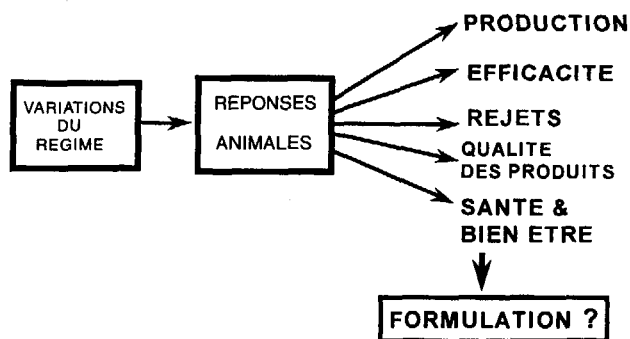 VARIATIONS
DU
REGIME
REPONSES
ANIMALES
PRODUCTION
EFFICACITE
REJETS
QUALITE
DES PRODUITS
SANTE &
BIEN ETRE
FORMULATION ?